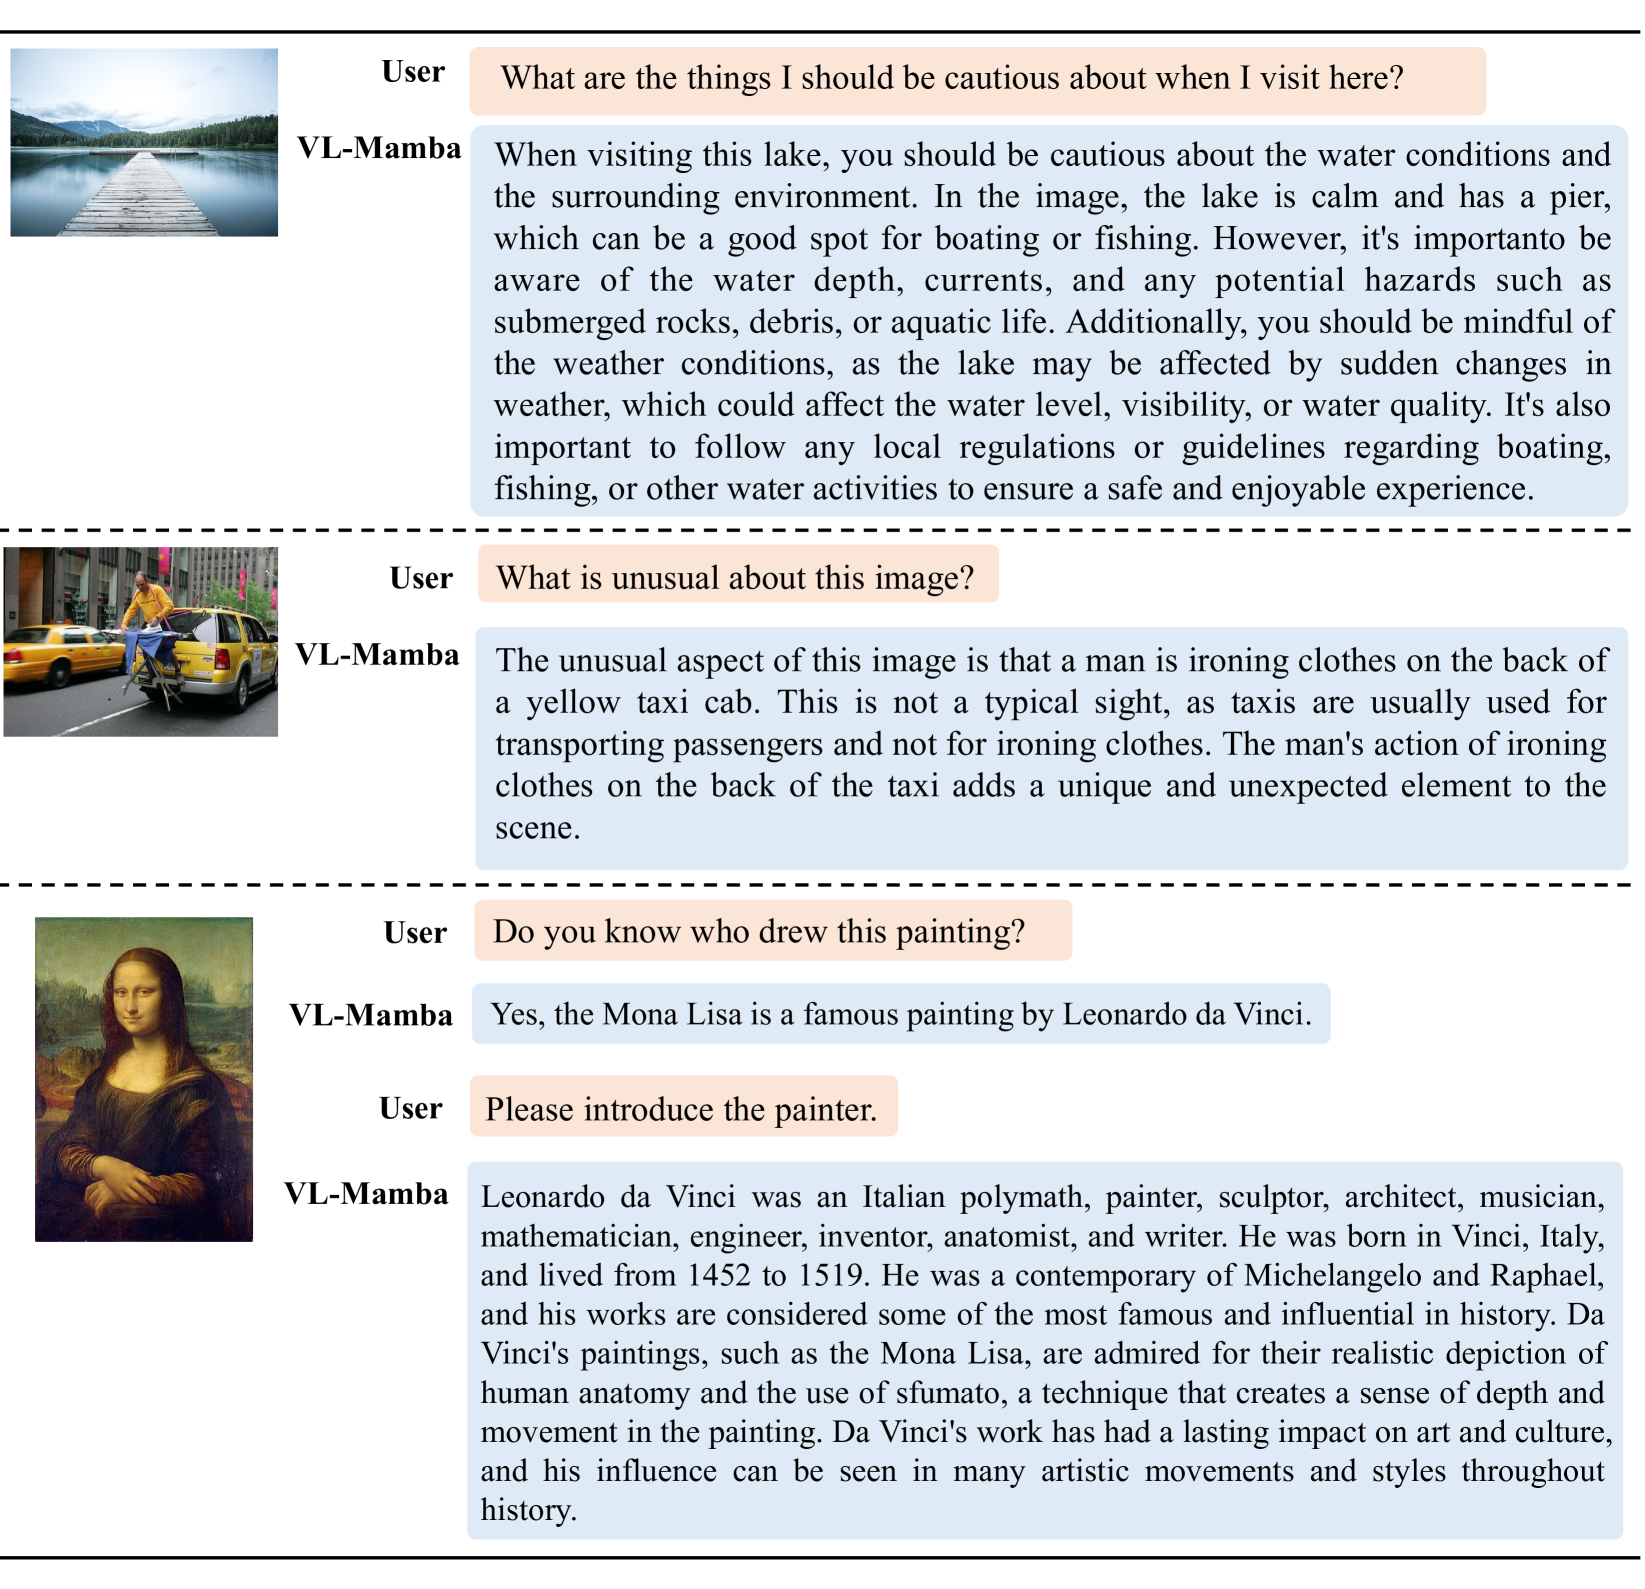 User
What are the things I should be cautious about when I visit here?
VL-Mamba
When visiting this lake, you should be cautious about the water conditions and
the surrounding environment. In the image, the lake is calm and has a pier,
which can be a good spot for boating or fishing. However, it's importanto be
aware of the water depth, currents, and any potential hazards such as
submerged rocks, debris, or aquatic life. Additionally, you should be mindful of
the weather conditions, as the lake may be affected by sudden changes in
weather, which could affect the water level, visibility, or water quality. It's also
important to follow any local regulations or guidelines regarding boating,
fishing, or other water activities to ensure a safe and enjoyable experience.
User
What is unusual about this image?
VL-Mamba
The unusual aspect of this image is that a man is ironing clothes on the back of
a yellow taxi cab. This is not a typical sight, as taxis are usually used for
transporting passengers and not for ironing clothes. The man's action of ironing
clothes on the back of the taxi adds a unique and unexpected element to the
scene.
User
Do you know who drew this painting?
VL-Mamba
Yes, the Mona Lisa is a famous painting by Leonardo da Vinci.
User
Please introduce the painter.
VL-Mamba
Leonardo da Vinci was an Italian polymath, painter, sculptor, architect, musician,
mathematician, engineer, inventor, anatomist, and writer. He was born in Vinci, Italy,
and lived from 1452 to 1519. He was a contemporary of Michelangelo and Raphael,
and his works are considered some of the most famous and influential in history. Da
Vinci's paintings, such as the Mona Lisa, are admired for their realistic depiction of
human anatomy and the use of sfumato, a technique that creates a sense of depth and
movement in the painting. Da Vinci's work has had a lasting impact on art and culture,
and his influence can be seen in many artistic movements and styles throughout
history.